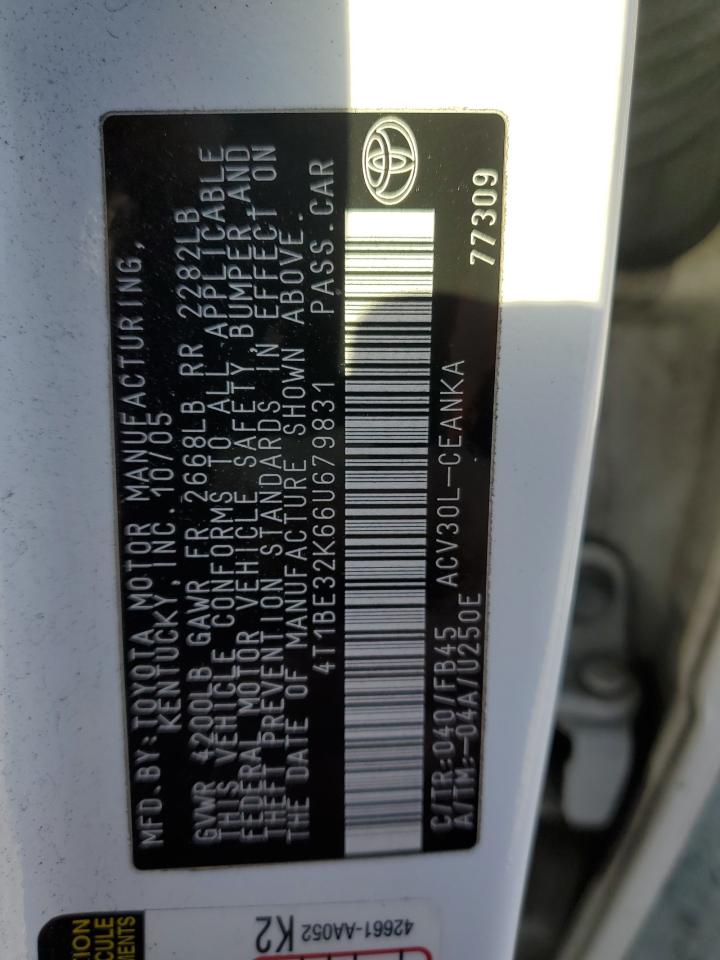 MFD.BY:TOYOTA MOTOR MANUFACTURING,
KENTUCKY, INC. 10/05
GVWR 4200LB GAWR FR 2668LB RR 2282LB
THIS VEHICLE CONFORMS TO ALL APPLICABLE
FEDERAL MOTOR VEHICLE SAFETY, BUMPER,AND
THEFT PREVENTION STANDARDS IN EFFECT ON
THE DATE OF MANUFACTURE SHOWN ABOVE.
4T1BE32K66U679831 PASS.CAR
C/TR:040/FB45 ACV30L-CEANKA 77309
A/TM:-04A/U250E
42661-AA052 K2